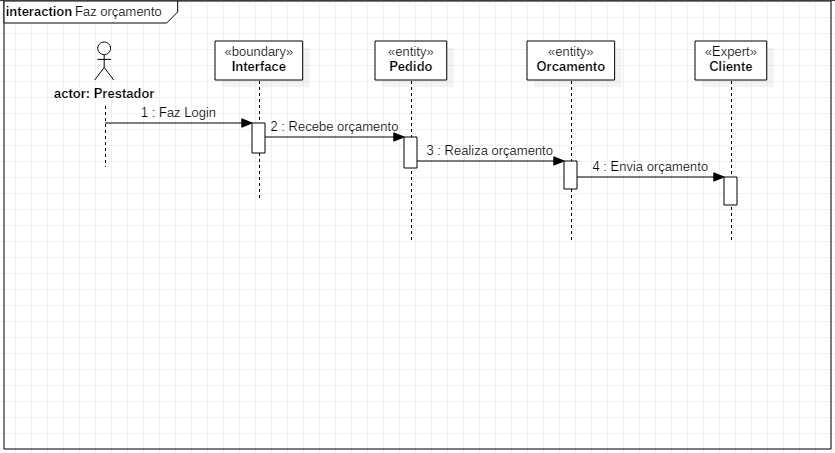 interaction Faz orçamento
«boundary»
Interface
«entity»
Pedido
«entity»
Orcamento
«Expert»
Cliente
actor: Prestador
1 : Faz Login
2 : Recebe orçamento
3 : Realiza orçamento
4 : Envia orçamento